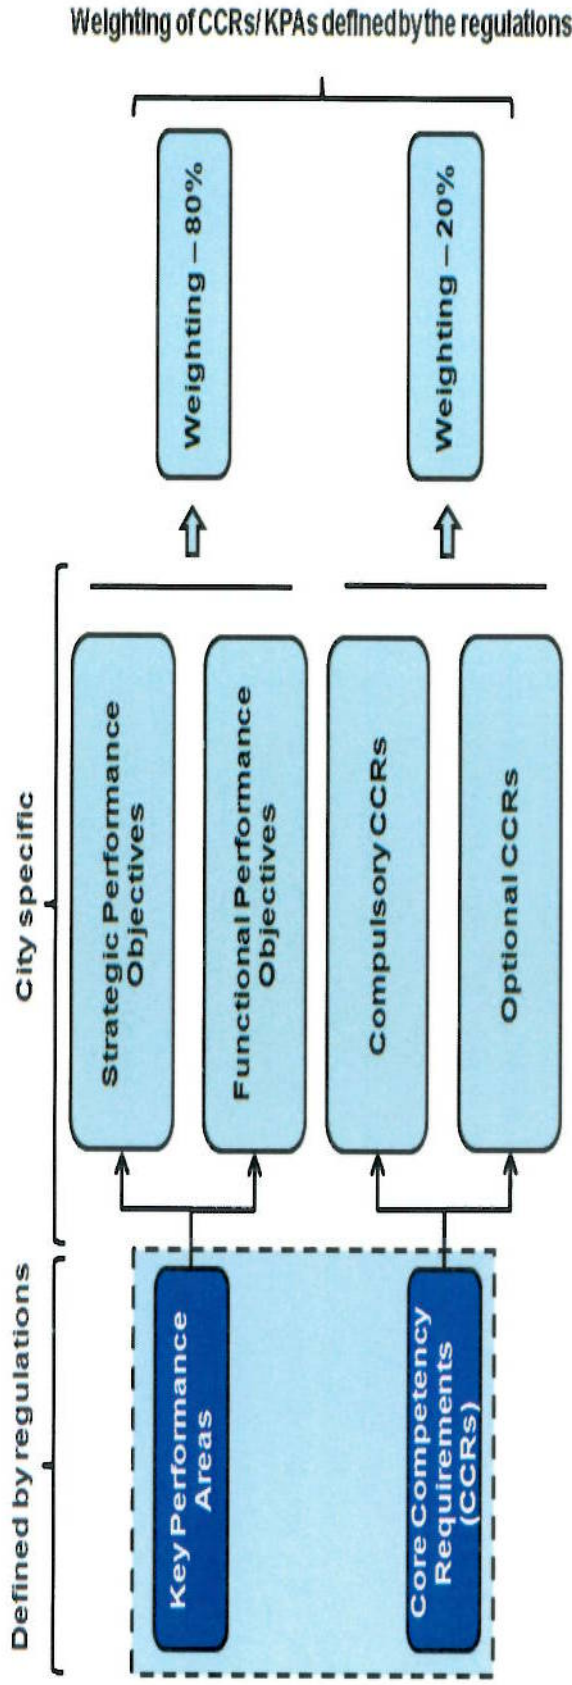 Weighting of CCRs/ KPAs defined by the regulations
Defined by regulations
City specific
Key Performance
Areas
Strategic Performance
Objectives
Functional Performance
Objectives
Weighting – 80%
Core Competency
Requirements
(CCRs)
Compulsory CCRs
Optional CCRs
Weighting – 20%